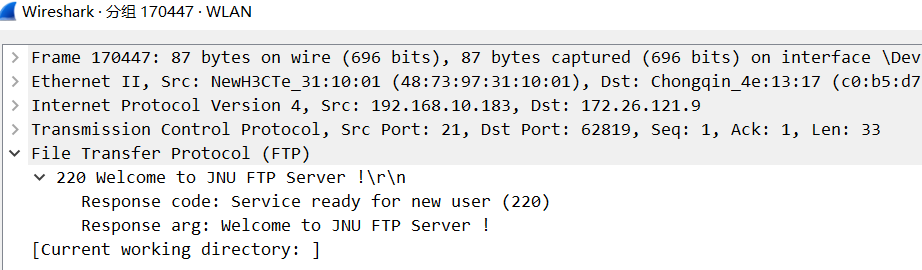 Wireshark · 分组 170447 · WLAN
Frame 170447: 87 bytes on wire (696 bits), 87 bytes captured (696 bits) on interface \Dev
Ethernet II, Src: NewH3CTe_31:10:01 (48:73:97:31:10:01), Dst: Chongqin_4e:13:17 (c0:b5:d7
Internet Protocol Version 4, Src: 192.168.10.183, Dst: 172.26.121.9
Transmission Control Protocol, Src Port: 21, Dst Port: 62819, Seq: 1, Ack: 1, Len: 33
File Transfer Protocol (FTP)
220 Welcome to JNU FTP Server !\r\n
Response code: Service ready for new user (220)
Response arg: Welcome to JNU FTP Server !
[Current working directory: ]